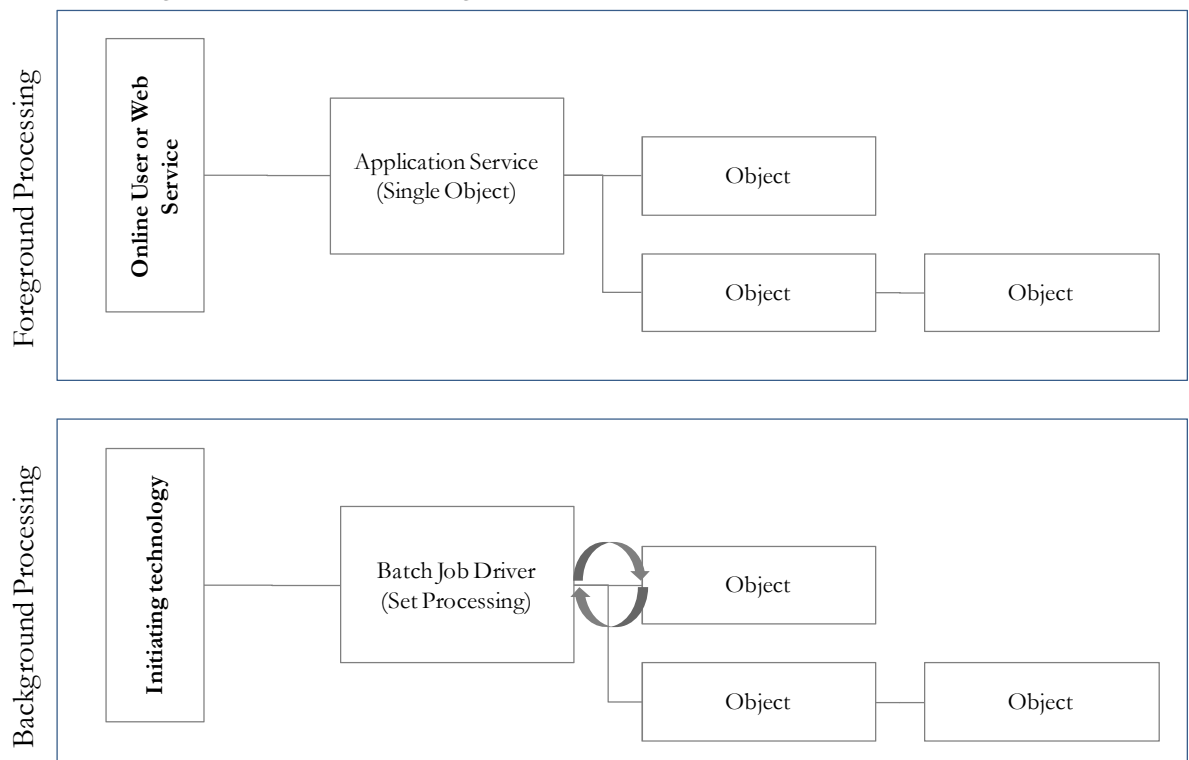 Foreground Processing
Online User or Web
Service
Application Service
(Single Object)
Object
Object
Object
Background Processing
Initiating technology
Batch Job Driver
(Set Processing)
Object
Object
Object